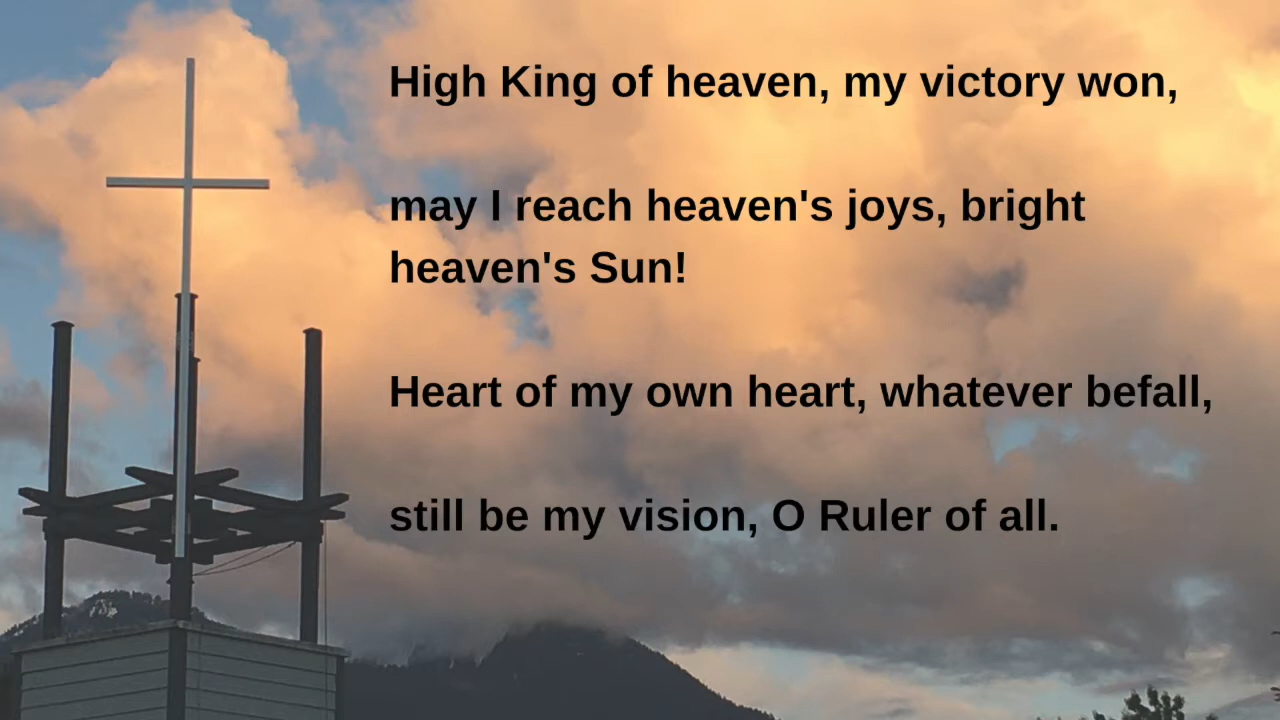 High King of heaven, my victory won,
may I reach heaven's joys, bright
heaven's Sun!
Heart of my own heart, whatever befall,
still be my vision, O Ruler of all.